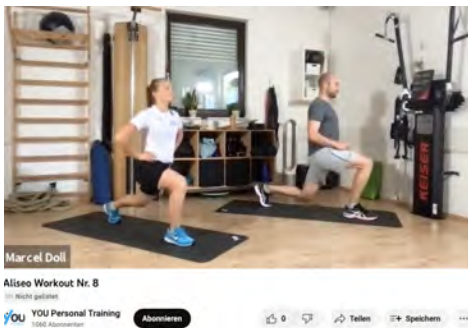 KEISER
Marcel Doll
Aliseo Workout Nr. 8
Nicht gelistet
YOU
YOU Personal Training
1060 Abonnenten
Abonnieren
0
Teilen
Speichern